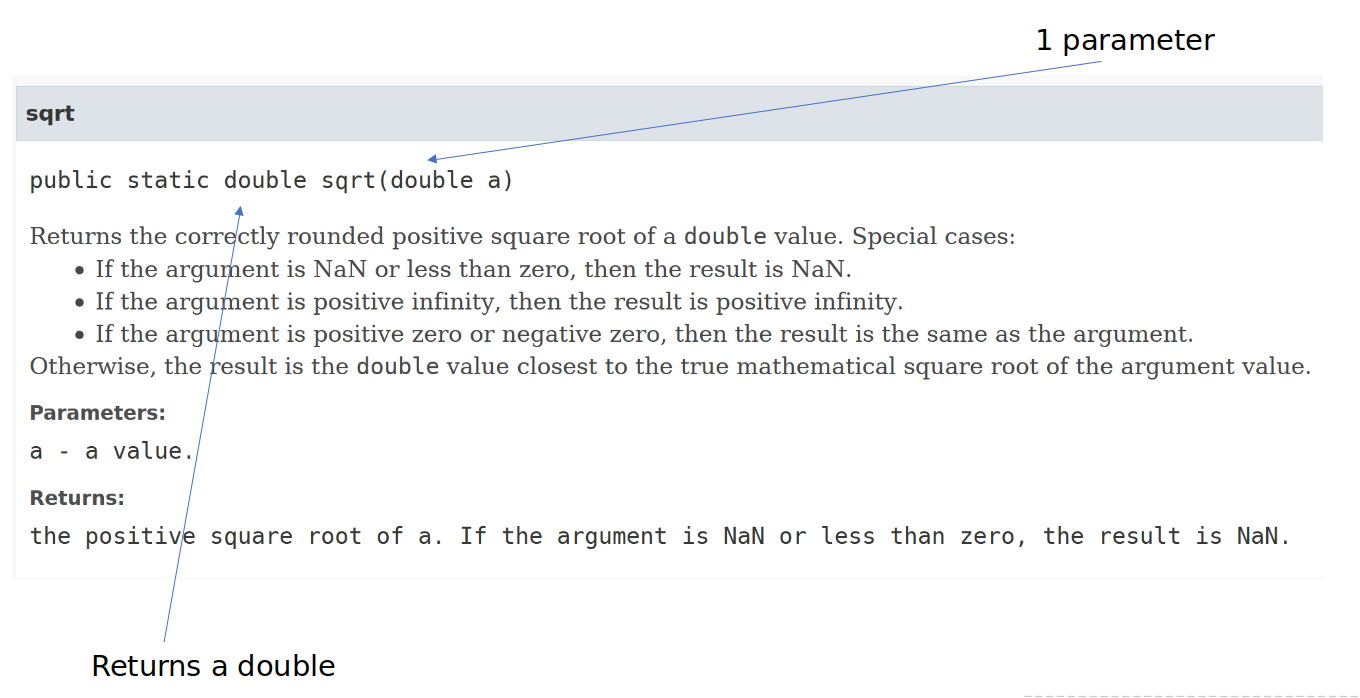 1 parameter
sqrt
public static double sqrt(double a)
Returns the correctly rounded positive square root of a double value. Special cases:
• If the argument is NaN or less than zero, then the result is NaN.
• If the argument is positive infinity, then the result is positive infinity.
• If the argument is positive zero or negative zero, then the result is the same as the argument.
Otherwise, the result is the double value closest to the true mathematical square root of the argument value.
Parameters:
a - a value.
Returns:
the positive square root of a. If the argument is NaN or less than zero, the result is NaN.
Returns a double